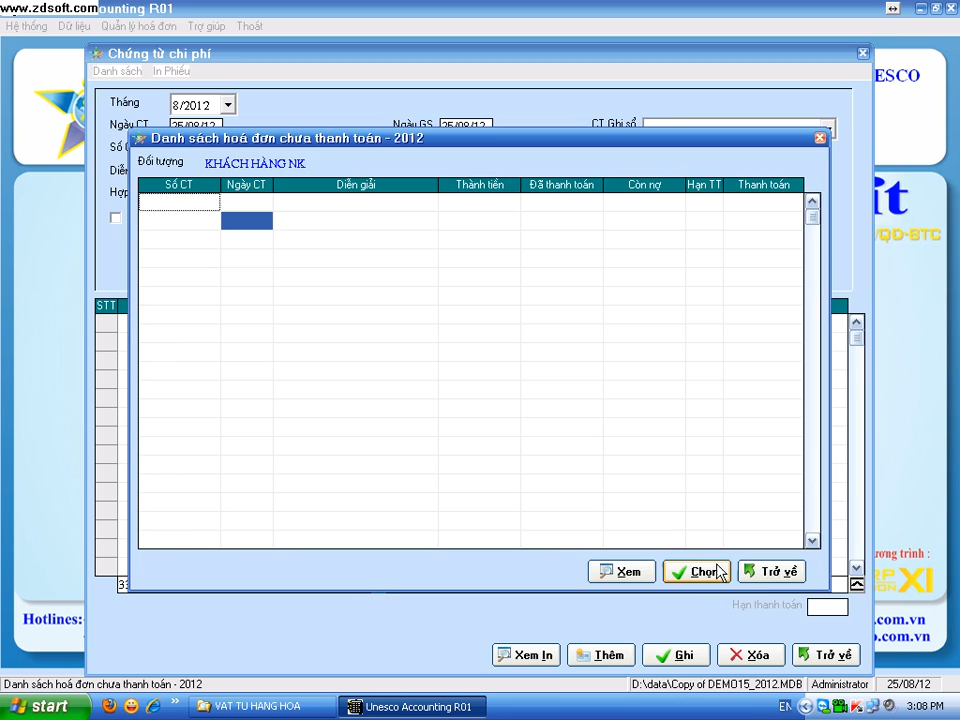 www.zdsoft.com ounting R01
Hệ thống Dữ liệu Quản lý hoá đơn Trợ giúp Thoát
ESCO
Chứng từ chi phí
Danh sách In Phiếu
Tháng 8/2012
Ngày CT 25/08/12 Ngày GS 25/08/12 CT Ghi sổ
Danh sách hoá đơn chưa thanh toán - 2012
Số
Đối tượng KHÁCH HÀNG NK
Diễ
Số CT Ngày CT Diễn giải Thành tiền Đã thanh toán Còn nợ Hạn TT Thanh toán
Hợp
ft
/QĐ-BTC
STT
ương trình :
Xem Chọn Trở về
RP XI
33
ON
Hạn thanh toán
Hotlines: .com.vn
o.com.vn
Xem In Thêm Ghi Xóa Trở về
Danh sách hoá đơn chưa thanh toán - 2012 D:\data\Copy of DEMO15_2012.MDB Administrator 25/08/12
start VAT TU HANG HOA Unesco Accounting R01 EN 3:08 PM